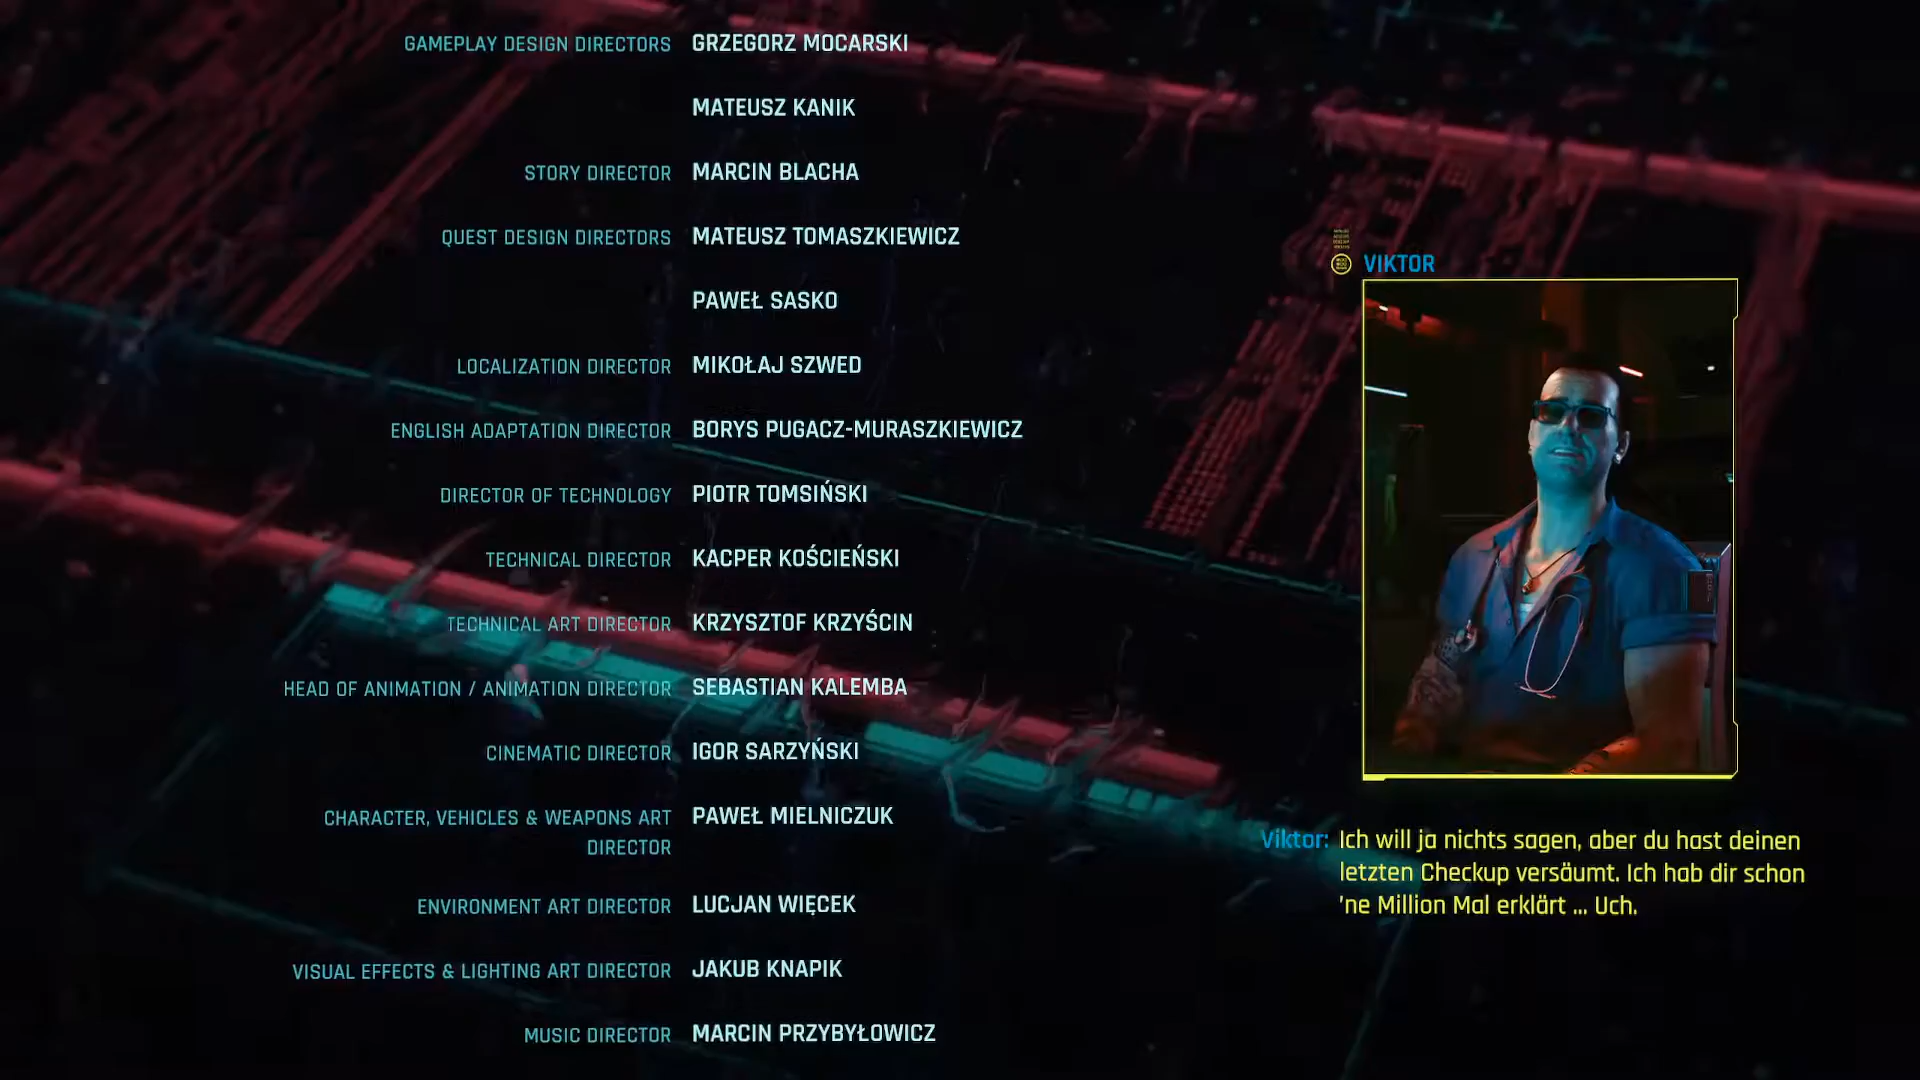 GAMEPLAY DESIGN DIRECTORS GRZEGORZ MOCARSKI
MATEUSZ KANIK
STORY DIRECTOR MARCIN BLACHA
QUEST DESIGN DIRECTORS MATEUSZ TOMASZKIEWICZ
PAWEŁ SASKO
LOCALIZATION DIRECTOR MIKOŁAJ SZWED
ENGLISH ADAPTATION DIRECTOR BORYS PUGACZ-MURASZKIEWICZ
DIRECTOR OF TECHNOLOGY PIOTR TOMSIŃSKI
TECHNICAL DIRECTOR KACPER KOŚCIEŃSKI
TECHNICAL ART DIRECTOR KRZYSZTOF KRZYŚCIN
HEAD OF ANIMATION / ANIMATION DIRECTOR SEBASTIAN KALEMBA
CINEMATIC DIRECTOR IGOR SARZYŃSKI
CHARACTER, VEHICLES & WEAPONS ART PAWEŁ MIELNICZUK
DIRECTOR
ENVIRONMENT ART DIRECTOR LUCJAN WIĘCEK
VISUAL EFFECTS & LIGHTING ART DIRECTOR JAKUB KNAPIK
MUSIC DIRECTOR MARCIN PRZYBYŁOWICZ
VIKTOR
Viktor: Ich will ja nichts sagen, aber du hast deinen
letzten Checkup versäumt. Ich hab dir schon
'ne Million Mal erklärt ... Uch.